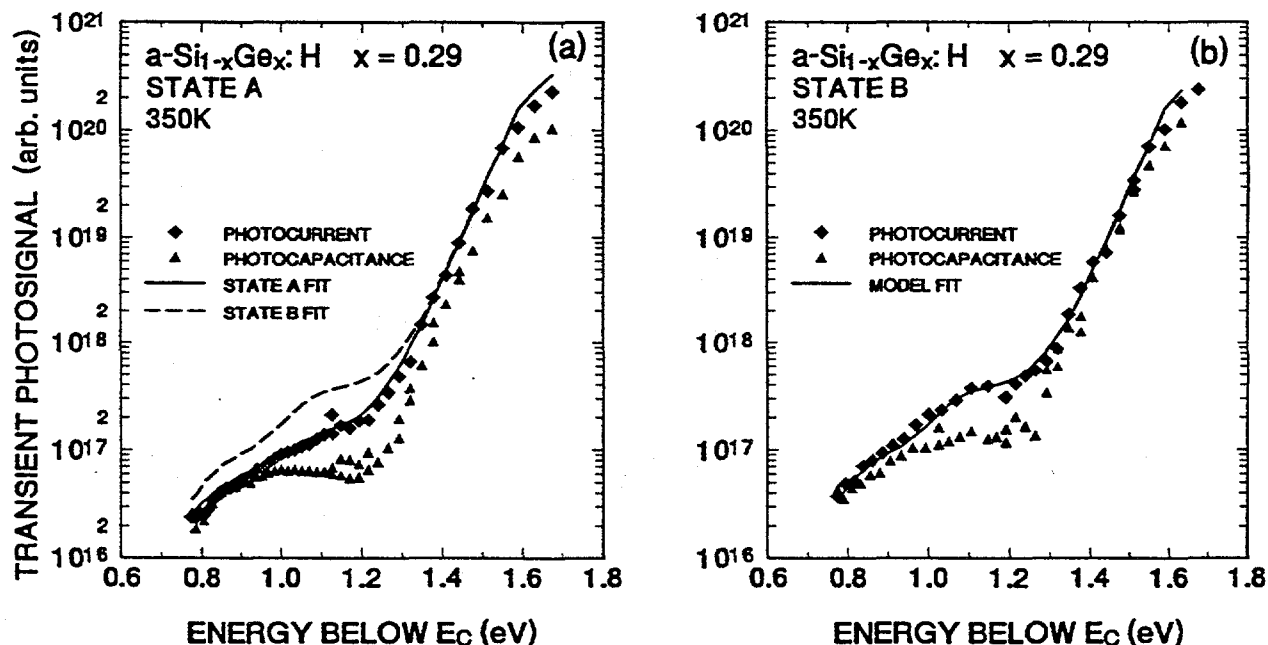 TRANSIENT PHOTOSIGNAL (arb. units)
10²¹
2
10²⁰
2
10¹⁹
2
10¹⁸
2
10¹⁷
2
10¹⁶
a-Si₁₋ₓGeₓ: H x = 0.29 (a)
STATE A
350K
PHOTOCURRENT
PHOTOCAPACITANCE
STATE A FIT
STATE B FIT
0.6 0.8 1.0 1.2 1.4 1.6 1.8
ENERGY BELOW E_C (eV)
10²¹
10²⁰
10¹⁹
10¹⁸
10¹⁷
10¹⁶
a-Si₁₋ₓGeₓ: H x = 0.29 (b)
STATE B
350K
PHOTOCURRENT
PHOTOCAPACITANCE
MODEL FIT
0.6 0.8 1.0 1.2 1.4 1.6 1.8
ENERGY BELOW E_C (eV)